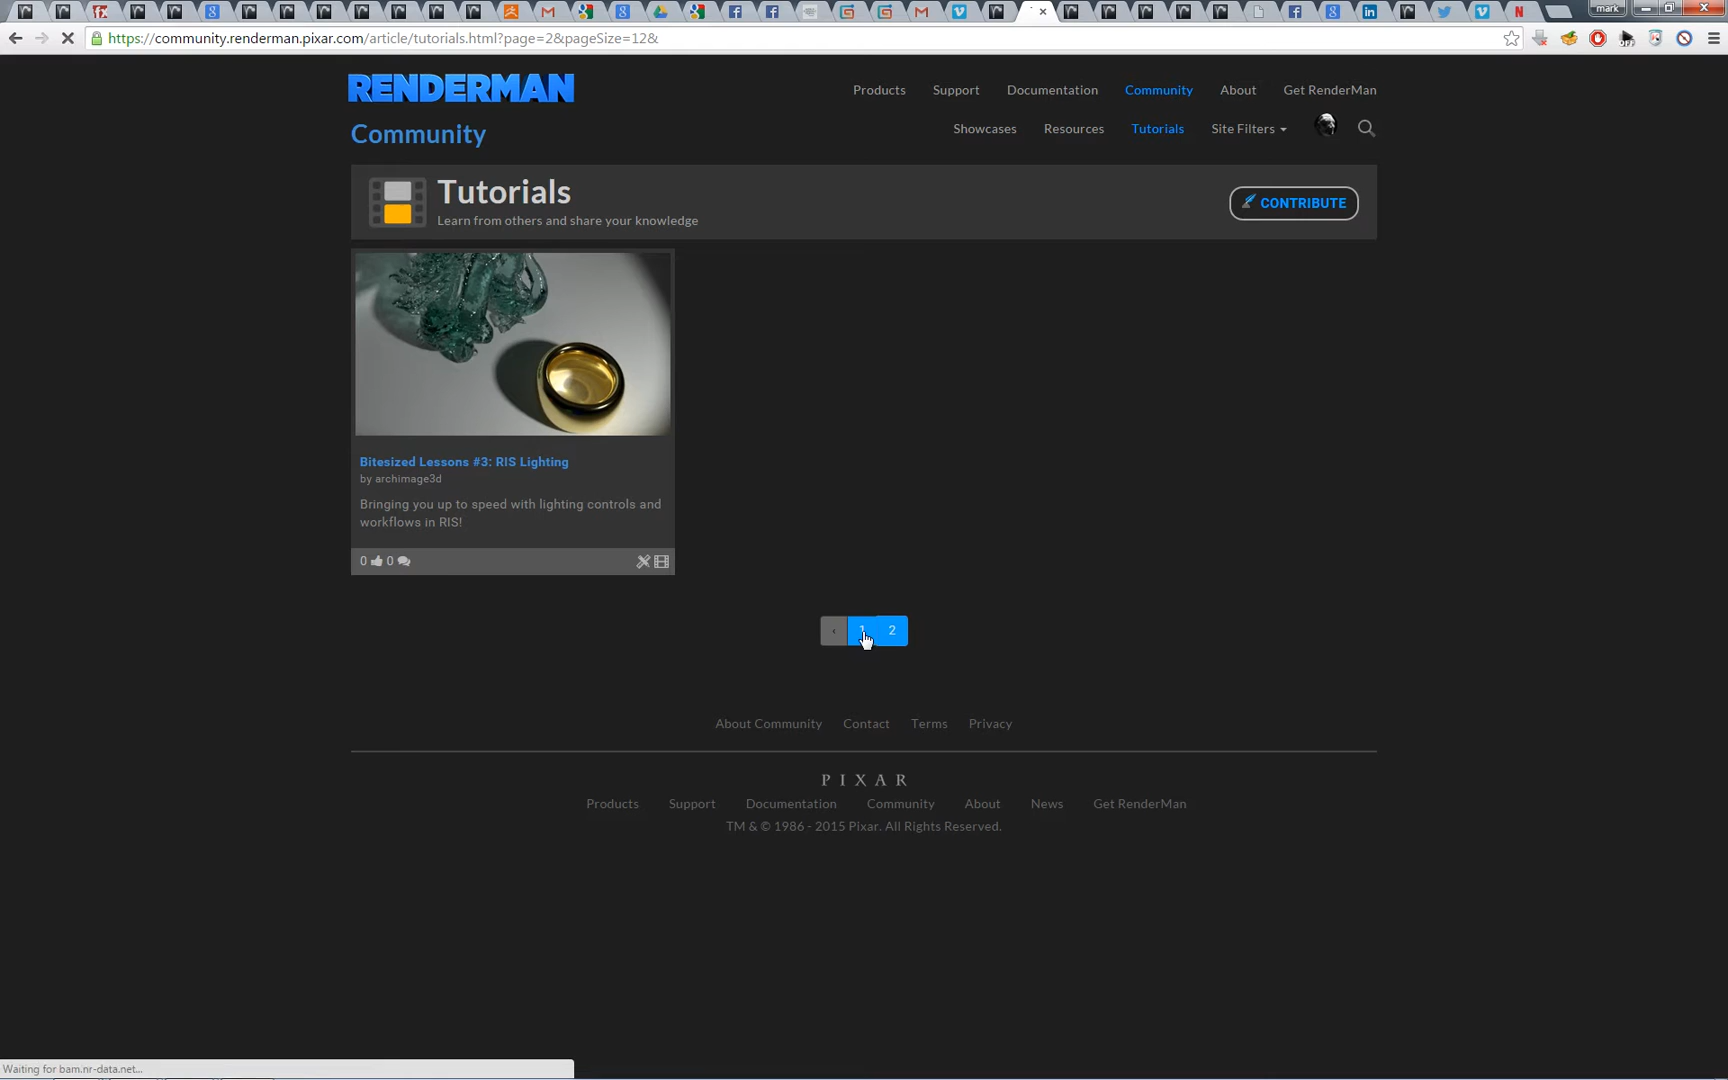 mark
https://community.renderman.pixar.com/article/tutorials.html?page=2&pageSize=12&
RENDERMAN
Products Support Documentation Community About Get RenderMan
Community
Showcases Resources Tutorials Site Filters
Tutorials
Learn from others and share your knowledge
CONTRIBUTE
Bitesized Lessons #3: RIS Lighting
by archimage3d
Bringing you up to speed with lighting controls and
workflows in RIS!
0 0
‹ 1 2
About Community Contact Terms Privacy
PIXAR
Products Support Documentation Community About News Get RenderMan
TM & © 1986 - 2015 Pixar. All Rights Reserved.
Waiting for bam.nr-data.net...